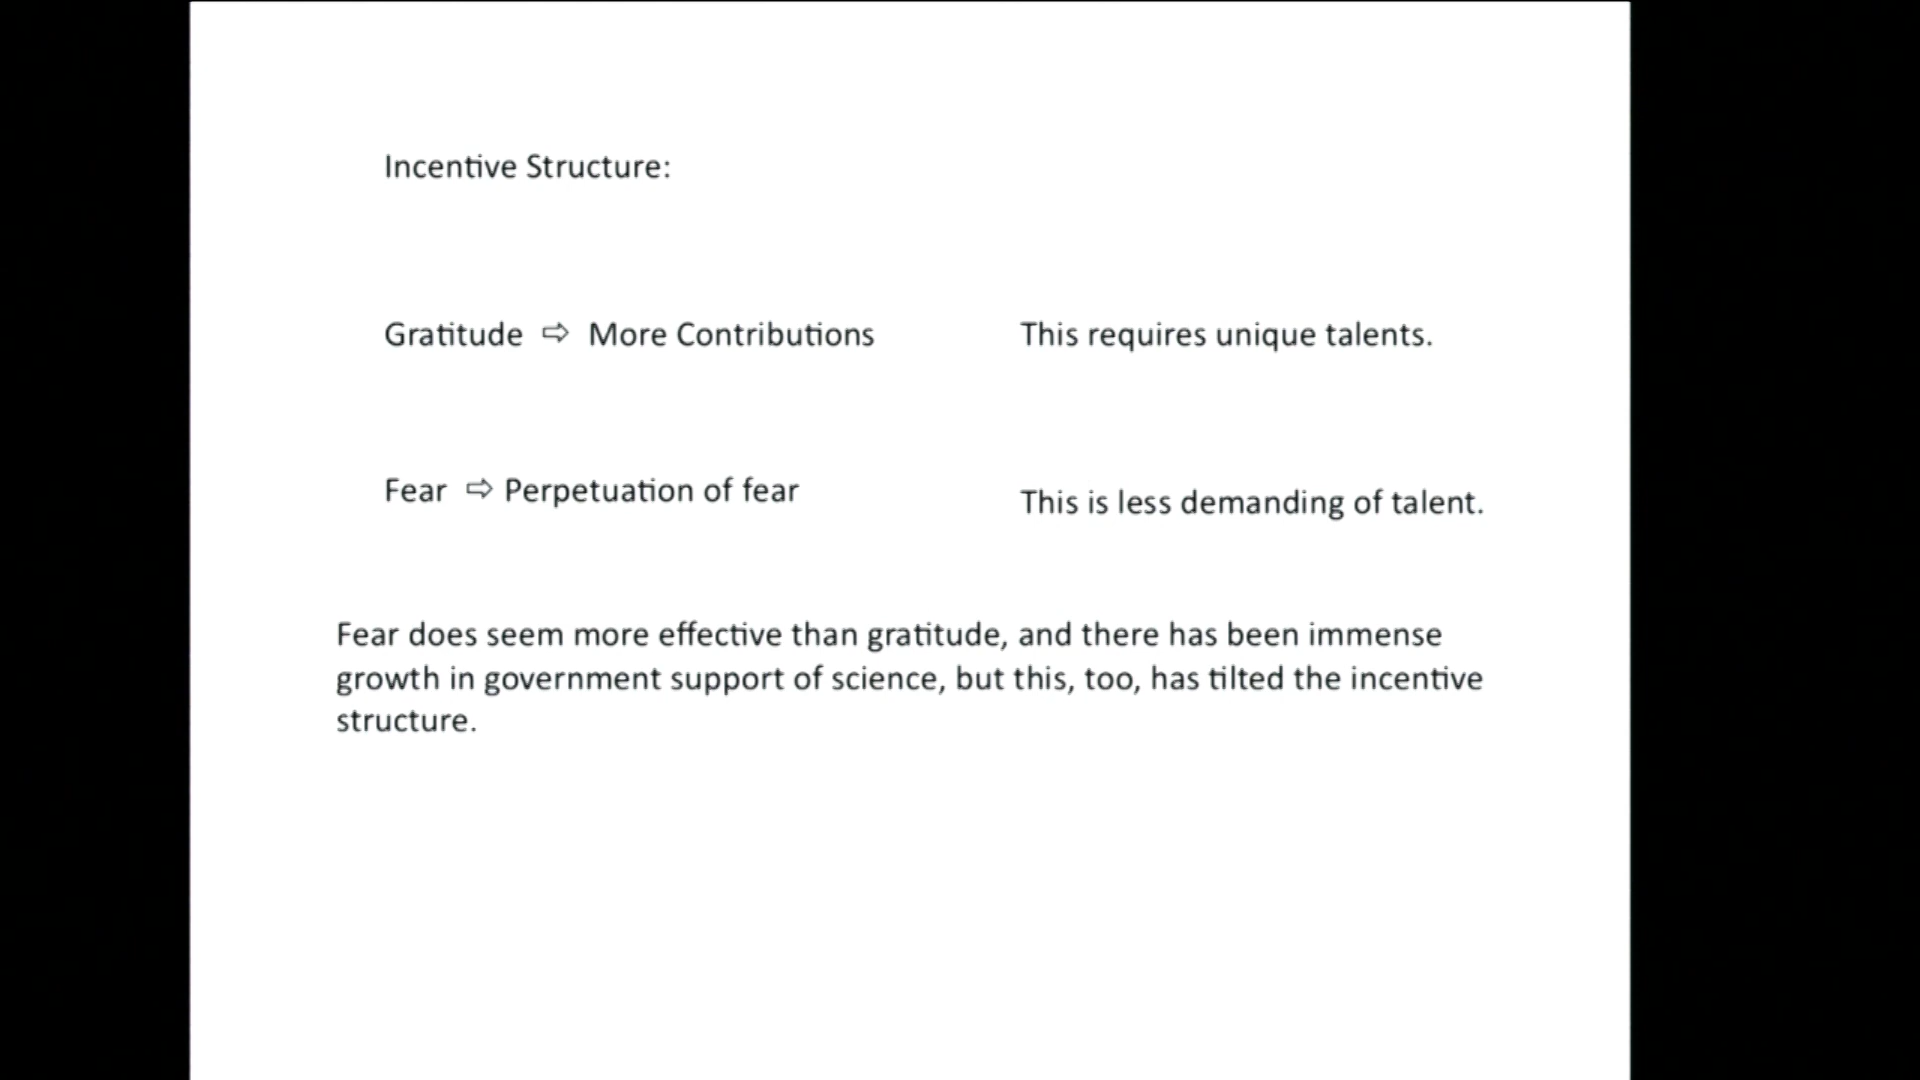 Incentive Structure:
Gratitude ⇨ More Contributions
This requires unique talents.
Fear ⇨ Perpetuation of fear
This is less demanding of talent.
Fear does seem more effective than gratitude, and there has been immense
growth in government support of science, but this, too, has tilted the incentive
structure.